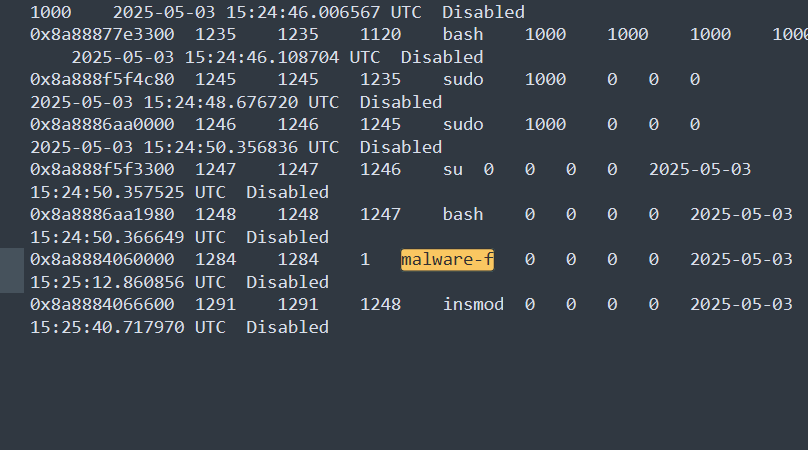 1000    2025-05-03 15:24:46.006567 UTC  Disabled
0x8a88877e3300  1235    1235    1120    bash    1000    1000    1000    1000
    2025-05-03 15:24:46.108704 UTC  Disabled
0x8a888f5f4c80  1245    1245    1235    sudo    1000    0   0   0
2025-05-03 15:24:48.676720 UTC  Disabled
0x8a8886aa0000  1246    1246    1245    sudo    1000    0   0   0
2025-05-03 15:24:50.356836 UTC  Disabled
0x8a888f5f3300  1247    1247    1246    su  0   0   0   0   2025-05-03
15:24:50.357525 UTC  Disabled
0x8a8886aa1980  1248    1248    1247    bash    0   0   0   0   2025-05-03
15:24:50.366649 UTC  Disabled
0x8a8884060000  1284    1284    1   malware-f   0   0   0   0   2025-05-03
15:25:12.860856 UTC  Disabled
0x8a8884066600  1291    1291    1248    insmod  0   0   0   0   2025-05-03
15:25:40.717970 UTC  Disabled